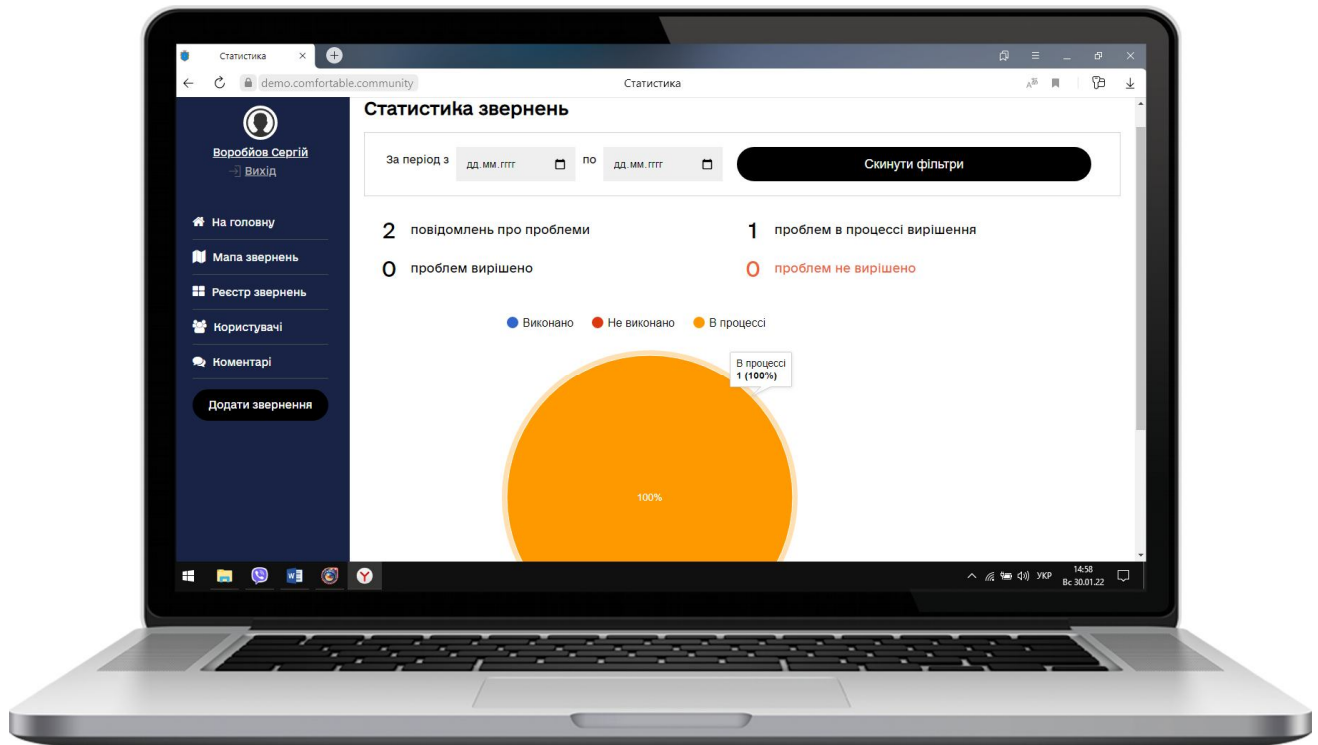 Статистика
demo.comfortable.community
Статистика
Воробйов Сергій
Вихід
На головну
Мапа звернень
Реєстр звернень
Користувачі
Коментарі
Додати звернення
Статистика звернень
За період з дд.мм.гггг по дд.мм.гггг Скинути фільтри
2 повідомлень про проблеми
1 проблем в процессі вирішення
0 проблем вирішено
0 проблем не вирішено
Виконано Не виконано В процессі
В процессі
1 (100%)
100%
УКР
14:58
Вс 30.01.22